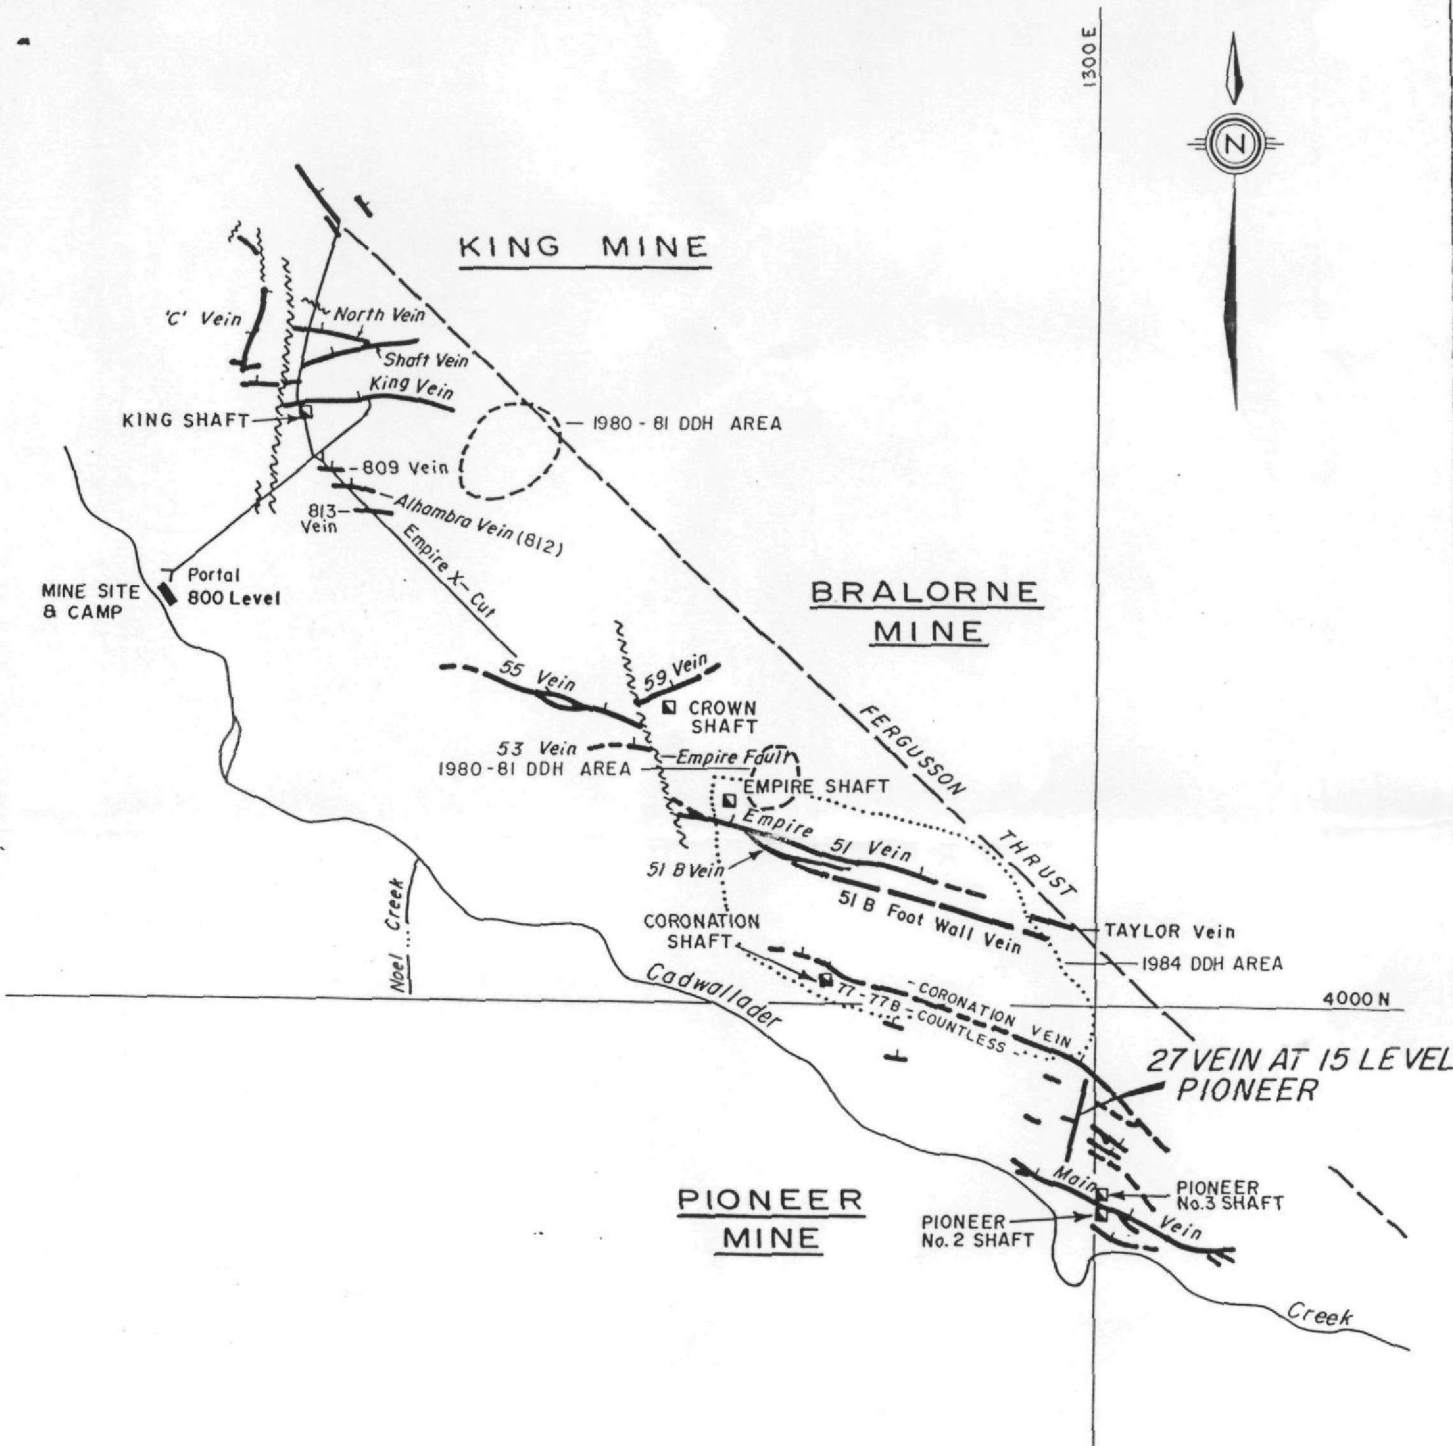 1300 E
N
KING MINE
'C' Vein
North Vein
Shaft Vein
King Vein
KING SHAFT
1980 - 81 DDH AREA
809 Vein
Alhambra Vein (812)
813
Vein
Empire X-Cut
Portal
800 Level
MINE SITE
& CAMP
BRALORNE
MINE
55 Vein
59 Vein
CROWN
SHAFT
53 Vein
Empire Fault
1980-81 DDH AREA
EMPIRE SHAFT
FERGUSSON THRUST
Empire 51 Vein
51 B Vein
51 B Foot Wall Vein
Noel Creek
CORONATION
SHAFT
TAYLOR Vein
1984 DDH AREA
Cadwallader
CORONATION VEIN
77-77B-COUNTLESS
4000 N
27 VEIN AT 15 LEVEL
PIONEER
Main Vein
PIONEER
No.3 SHAFT
PIONEER
MINE
PIONEER
No. 2 SHAFT
Creek